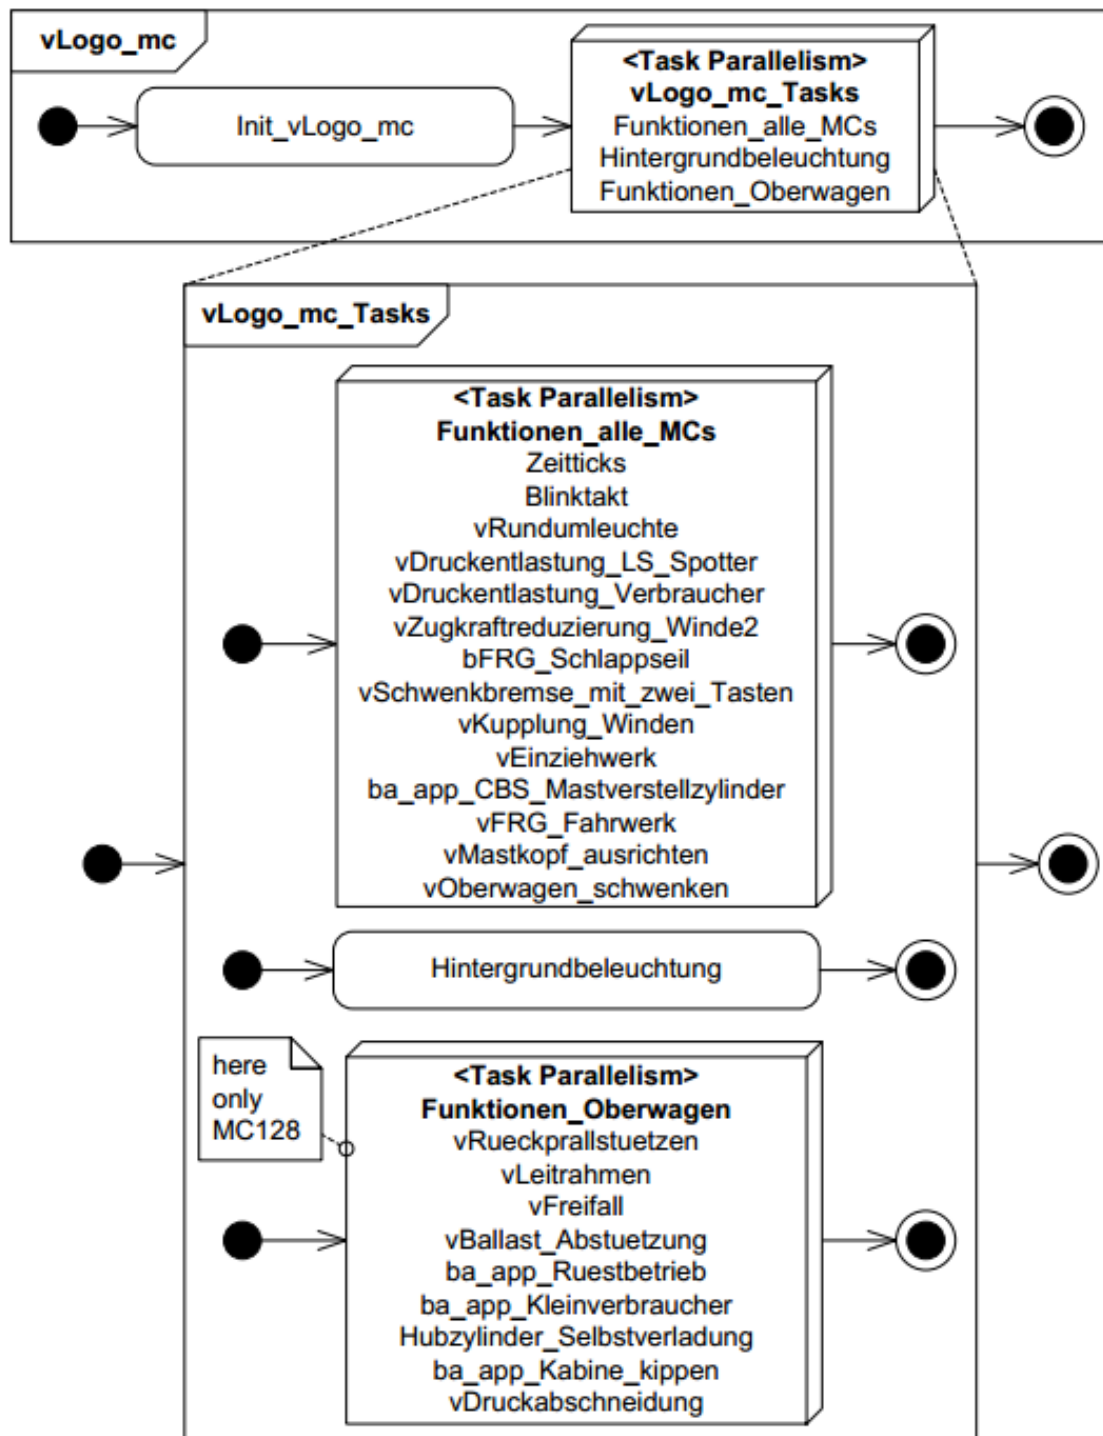 vLogo_mc
<Task Parallelism>
vLogo_mc_Tasks
Funktionen_alle_MCs
Hintergrundbeleuchtung
Funktionen_Oberwagen
Init_vLogo_mc
vLogo_mc_Tasks
<Task Parallelism>
Funktionen_alle_MCs
Zeitticks
Blinktakt
vRundumleuchte
vDruckentlastung_LS_Spotter
vDruckentlastung_Verbraucher
vZugkraftreduzierung_Winde2
bFRG_Schlappseil
vSchwenkbremse_mit_zwei_Tasten
vKupplung_Winden
vEinziehwerk
ba_app_CBS_Mastverstellzylinder
vFRG_Fahrwerk
vMastkopf_ausrichten
vOberwagen_schwenken
Hintergrundbeleuchtung
here
only
MC128
<Task Parallelism>
Funktionen_Oberwagen
vRueckprallstuetzen
vLeitrahmen
vFreifall
vBallast_Abstuetzung
ba_app_Ruestbetrieb
ba_app_Kleinverbraucher
Hubzylinder_Selbstverladung
ba_app_Kabine_kippen
vDruckabschneidung